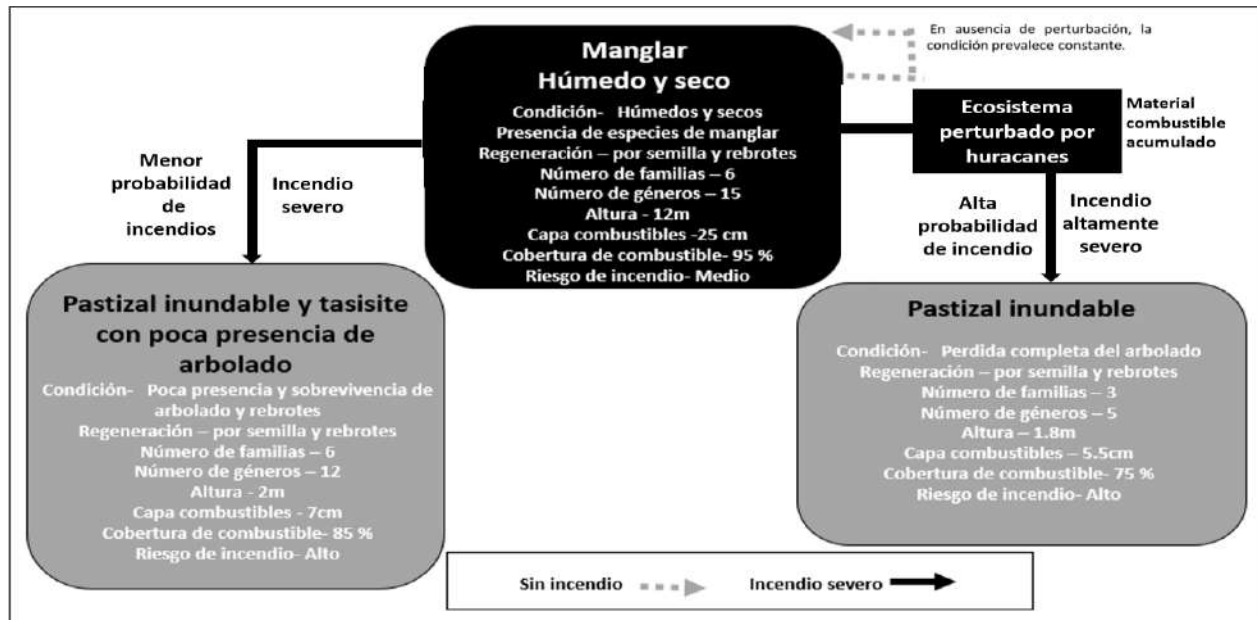 Manglar
Húmedo y seco
Condición- Húmedos y secos
Presencia de especies de manglar
Regeneración – por semilla y rebrotes
Número de familias – 6
Número de géneros – 15
Altura - 12m
Capa combustibles -25 cm
Cobertura de combustible- 95 %
Riesgo de incendio- Medio
En ausencia de perturbación, la
condición prevalece constante.
Ecosistema
perturbado por
huracanes
Material
combustible
acumulado
Menor
probabilidad
de
incendios
Incendio
severo
Alta
probabilidad
de incendio
Incendio
altamente
severo
Pastizal inundable y tasisite
con poca presencia de
arbolado
Condición- Poca presencia y sobrevivencia de
arbolado y rebrotes
Regeneración – por semilla y rebrotes
Número de familias – 6
Número de géneros – 12
Altura - 2m
Capa combustibles - 7cm
Cobertura de combustible- 85 %
Riesgo de incendio- Alto
Pastizal inundable
Condición- Perdida completa del arbolado
Regeneración – por semilla y rebrotes
Número de familias – 3
Número de géneros – 5
Altura – 1.8m
Capa combustibles – 5.5cm
Cobertura de combustible- 75 %
Riesgo de incendio- Alto
Sin incendio
Incendio severo